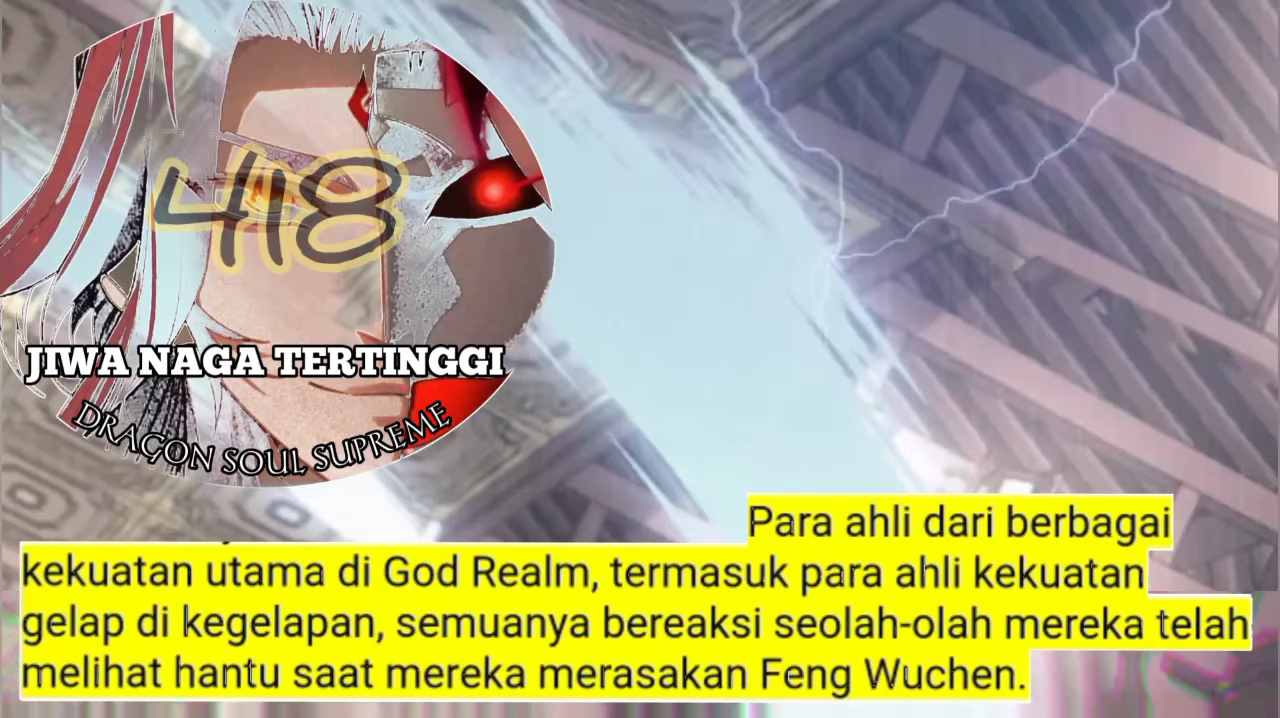 418
JIWA NAGA TERTINGGI
DRAGON SOUL SUPREME
Para ahli dari berbagai
kekuatan utama di God Realm, termasuk para ahli kekuatan
gelap di kegelapan, semuanya bereaksi seolah-olah mereka telah
melihat hantu saat mereka merasakan Feng Wuchen.